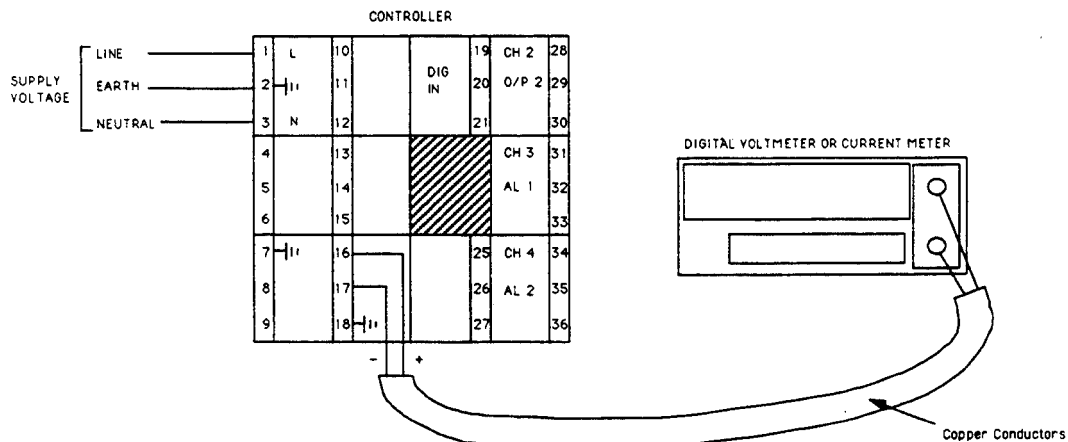 CONTROLLER
SUPPLY
VOLTAGE
LINE
EARTH
NEUTRAL
1 L 10 19 CH 2 28
2 11 DIG
IN 20 O/P 2 29
3 N 12 21 30
4 13 CH 3 31
5 14 AL 1 32
6 15 33
7 16 25 CH 4 34
8 17 26 AL 2 35
9 18 27 36
- +
DIGITAL VOLTMETER OR CURRENT METER
Copper Conductors